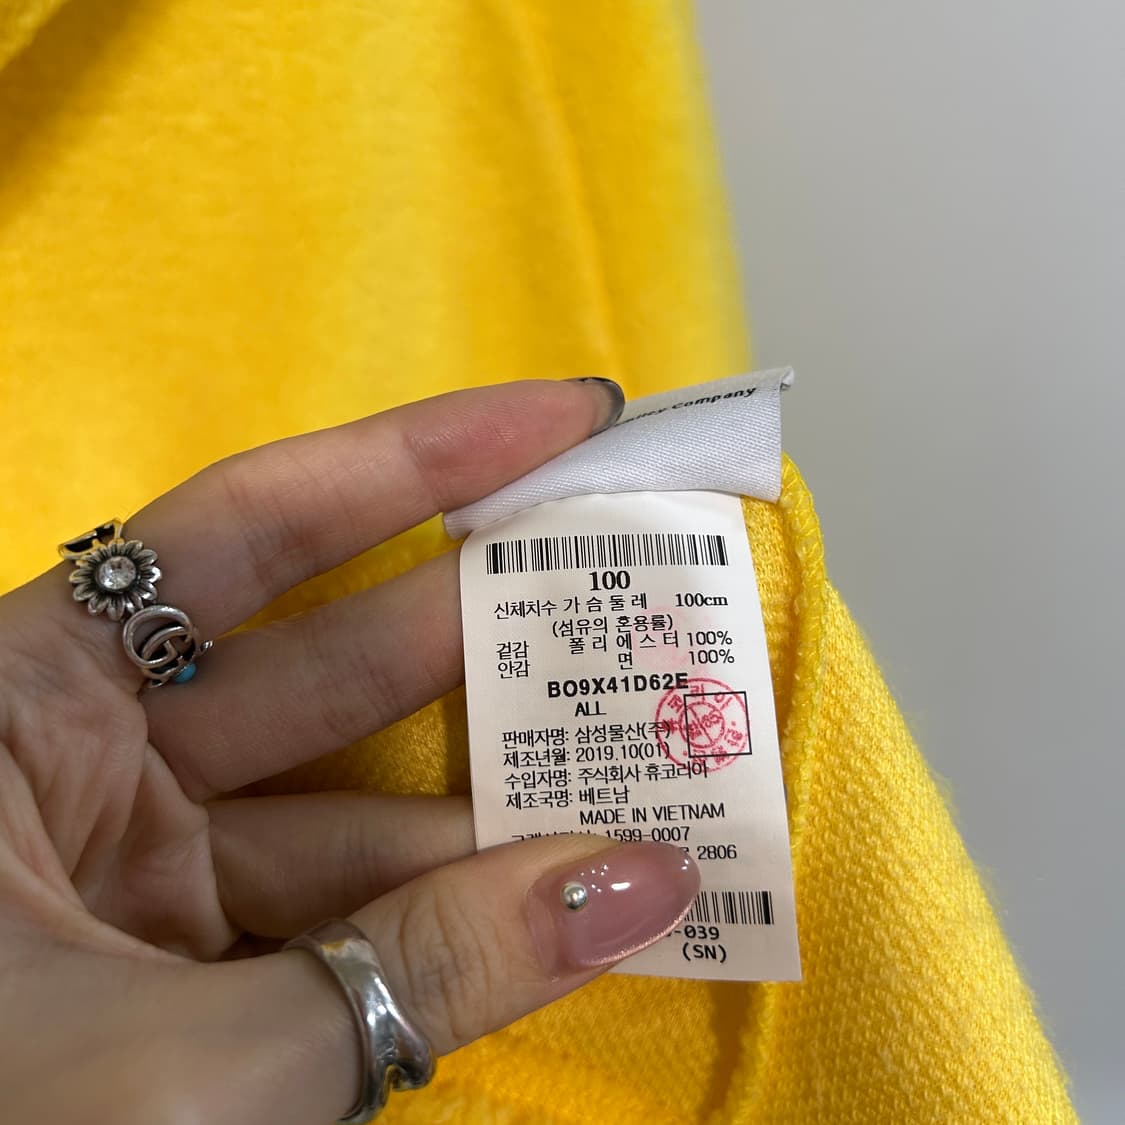 Company
100
신체치수 가 슴 둘 레 100cm
(섬유의 혼용률)
겉감 폴 리 에 스 터 100%
안감 면 100%
BO9X41D62E
ALL
판매자명: 삼성물산(주)
제조년월: 2019.10(01)
수입자명: 주식회사 휴코리아
제조국명: 베트남
MADE IN VIETNAM
1599-0007
2806
-039
(SN)